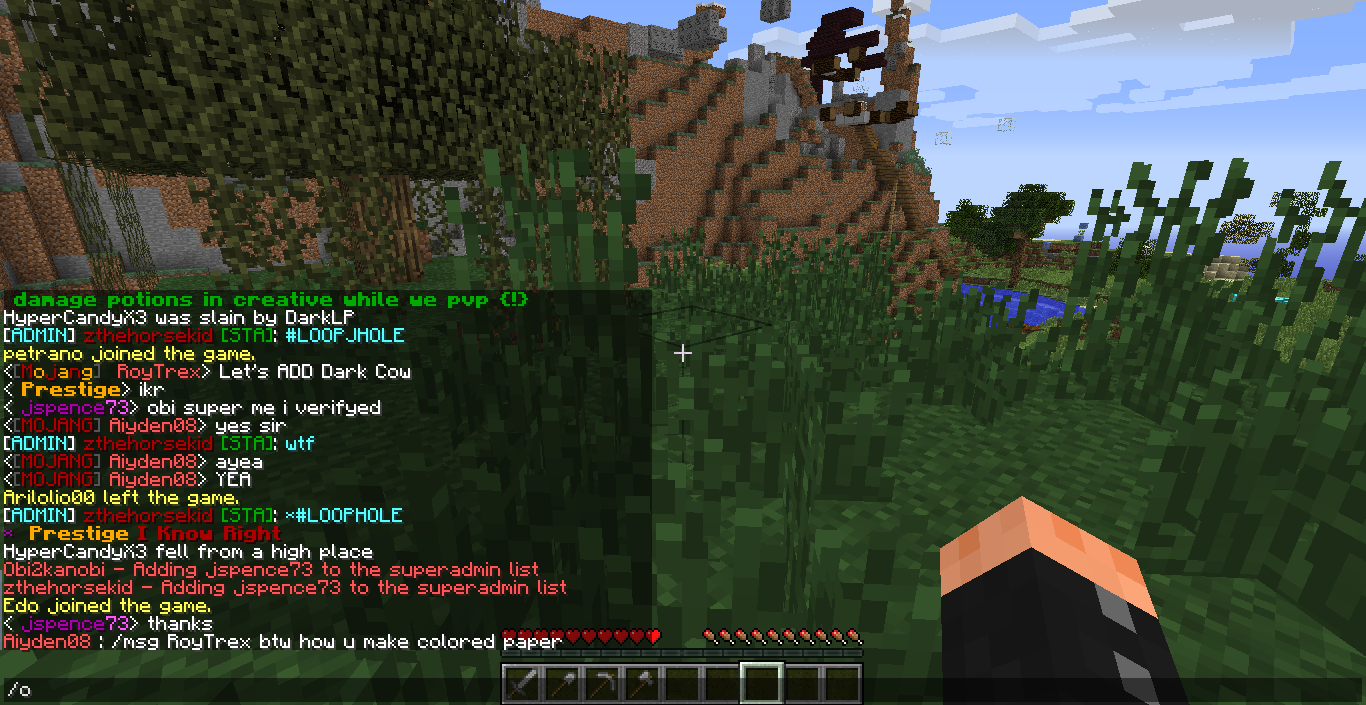 damage potions in creative while we pvp {!}
HyperCandyX3 was slain by DarkLP
[ADMIN] zthehorsekid [STA]: #LOOPJHOLE
petrano joined the game.
<[Mojang] RoyTrex> Let's ADD Dark Cow
< Prestige> ikr
< jspence73> obi super me i verifyed
<[MOJANG] Aiyden08> yes sir
[ADMIN] zthehorsekid [STA]: wtf
<[MOJANG] Aiyden08> ayea
<[MOJANG] Aiyden08> YEA
Arilolio00 left the game.
[ADMIN] zthehorsekid [STA]: *#LOOPHOLE
* Prestige I Know Right
HyperCandyX3 fell from a high place
Obi2kanobi - Adding jspence73 to the superadmin list
zthehorsekid - Adding jspence73 to the superadmin list
Edo joined the game.
< jspence73> thanks
Aiyden08 : /msg RoyTrex btw how u make colored paper
/o